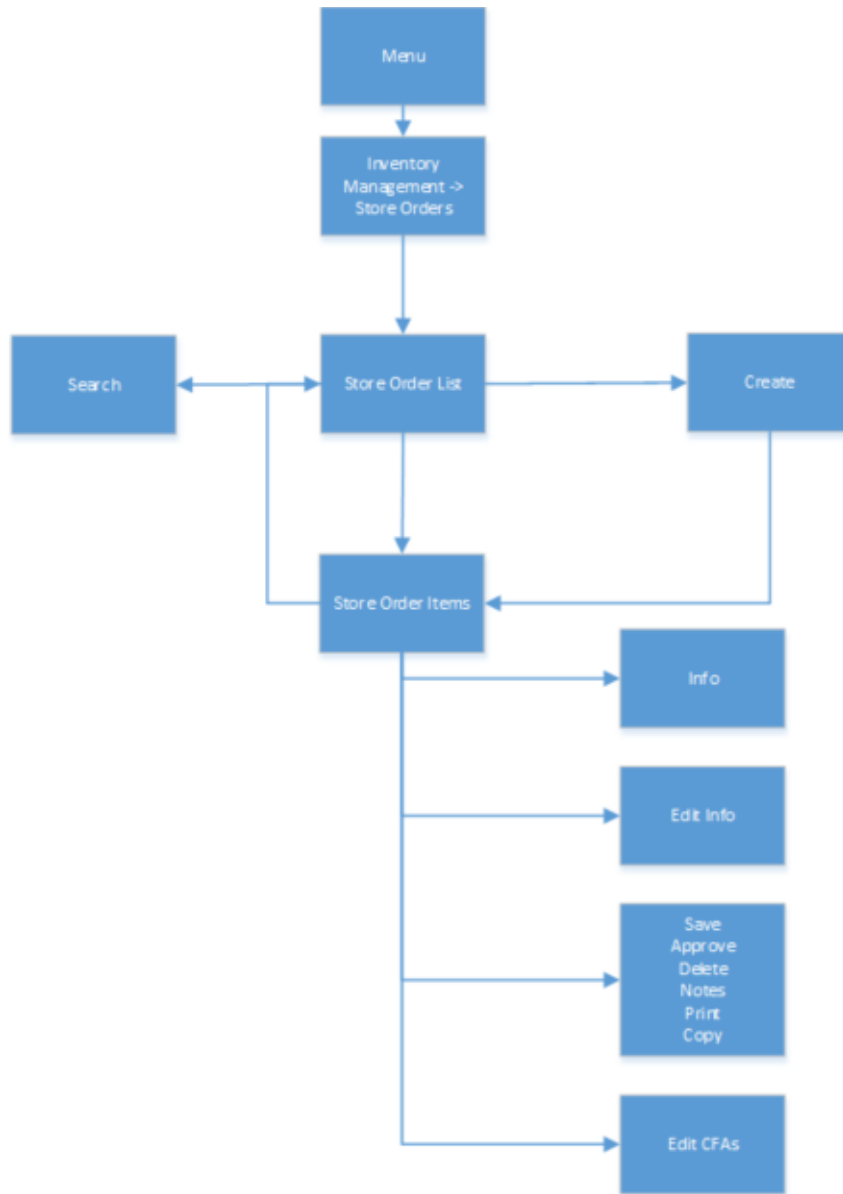 Menu
Inventory
Management ->
Store Orders
Search
Store Order List
Create
Store Order Items
Info
Edit Info
Save
Approve
Delete
Notes
Print
Copy
Edit CFAs